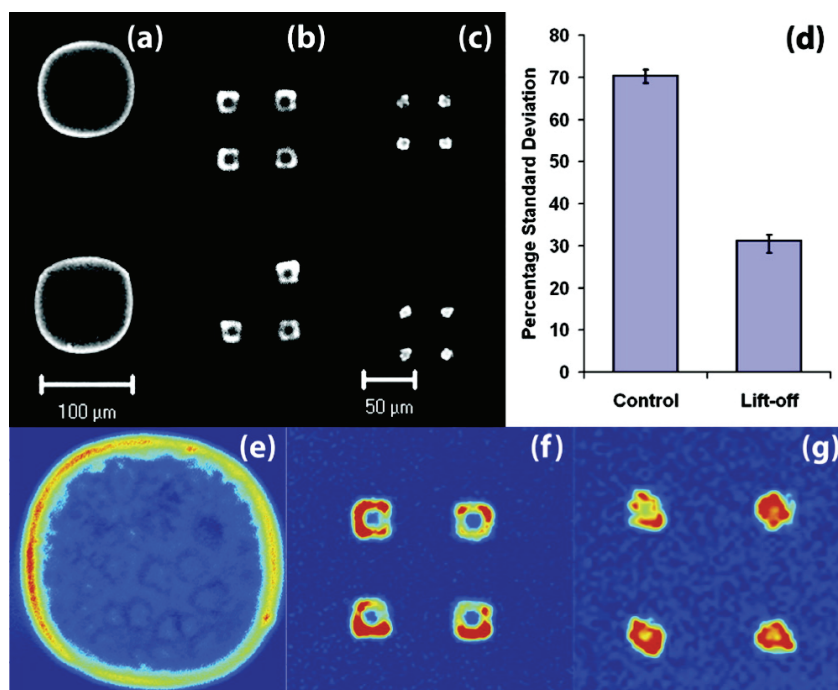 (a)
(b)
(c)
100 µm
50 µm
(d)
Percentage Standard Deviation
80
70
60
50
40
30
20
10
0
Control
Lift-off
(e)
(f)
(g)